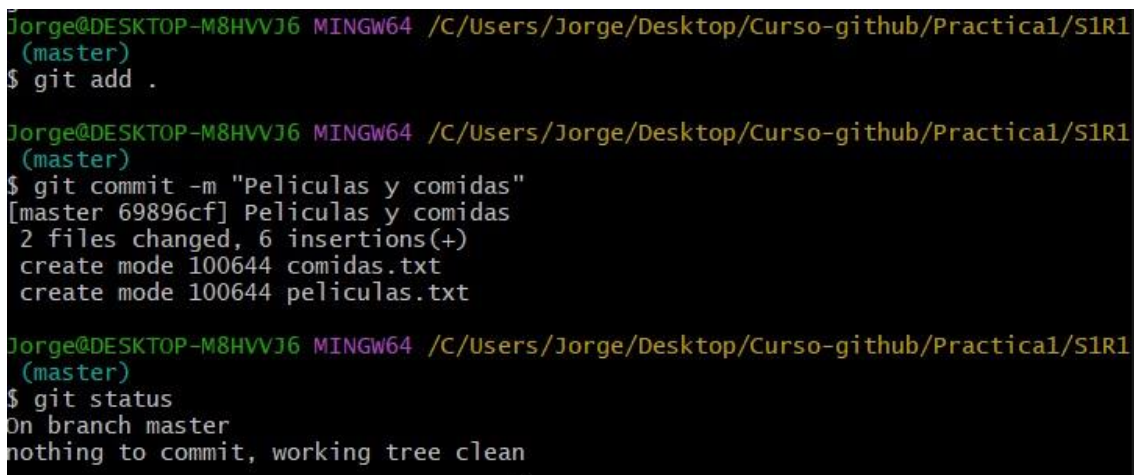 Jorge@DESKTOP-M8HVVJ6 MINGW64 /C/Users/Jorge/Desktop/Curso-github/Practica1/S1R1
(master)
$ git add .
Jorge@DESKTOP-M8HVVJ6 MINGW64 /C/Users/Jorge/Desktop/Curso-github/Practica1/S1R1
(master)
$ git commit -m "Peliculas y comidas"
[master 69896cf] Peliculas y comidas
2 files changed, 6 insertions(+)
create mode 100644 comidas.txt
create mode 100644 peliculas.txt
Jorge@DESKTOP-M8HVVJ6 MINGW64 /C/Users/Jorge/Desktop/Curso-github/Practica1/S1R1
(master)
$ git status
On branch master
nothing to commit, working tree clean